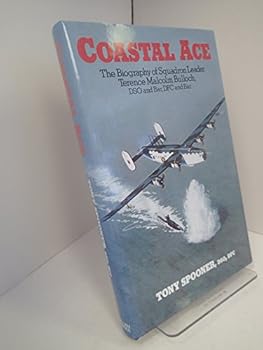 COASTAL ACE
The Biography of Squadron Leader
Terence Malcolm Bulloch,
DSO and Bar, DFC and Bar
TONY SPOONER, DSO, DFC